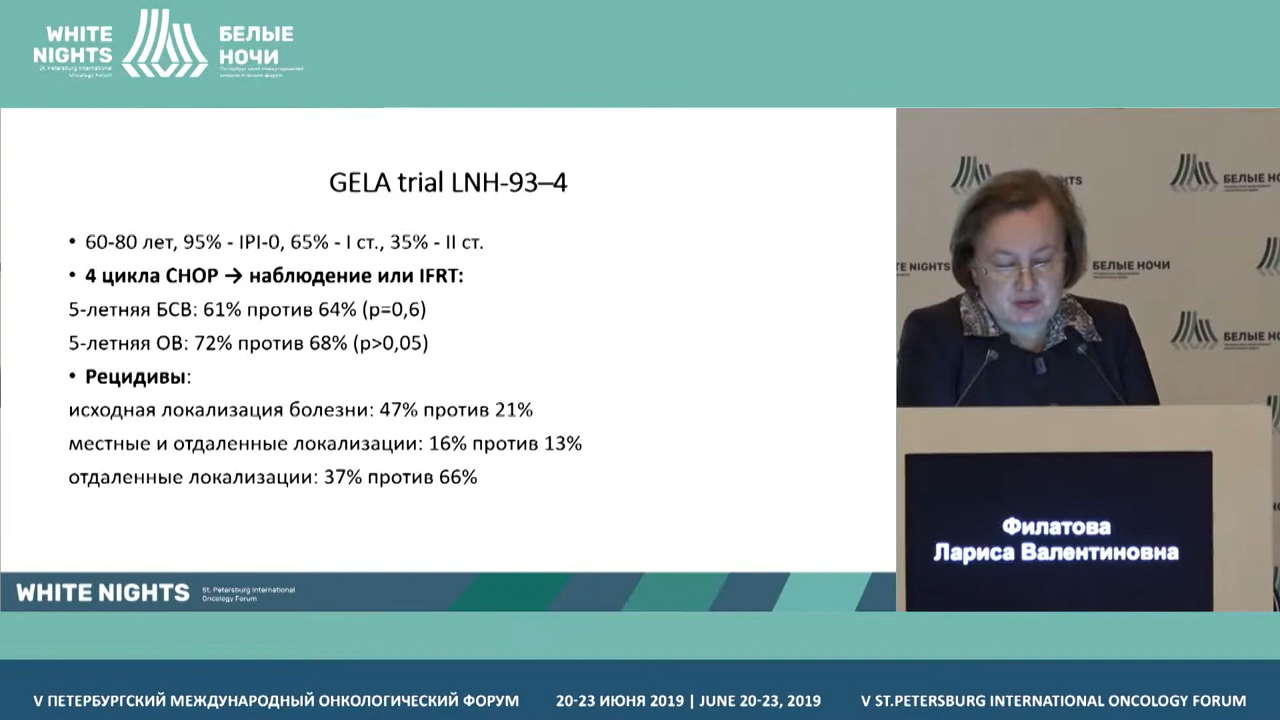 WHITE
NIGHTS
St. Petersburg International
Oncology Forum
БЕЛЫЕ
НОЧИ
GELA trial LNH-93–4
• 60-80 лет, 95% - IPI-0, 65% - I ст., 35% - II ст.
• 4 цикла CHOP → наблюдение или IFRT:
5-летняя БСВ: 61% против 64% (p=0,6)
5-летняя ОВ: 72% против 68% (p>0,05)
• Рецидивы:
исходная локализация болезни: 47% против 21%
местные и отдаленные локализации: 16% против 13%
отдаленные локализации: 37% против 66%
WHITE NIGHTS
St. Petersburg International
Oncology Forum
БЕЛЫЕ НО
TE NIGHTS
БЕЛЫЕ НОЧИ
БЕЛЫЕ НО
Филатова
Лариса Валентиновна
V ПЕТЕРБУРГСКИЙ МЕЖДУНАРОДНЫЙ ОНКОЛОГИЧЕСКИЙ ФОРУМ
20-23 ИЮНЯ 2019 | JUNE 20-23, 2019
V ST.PETERSBURG INTERNATIONAL ONCOLOGY FORUM